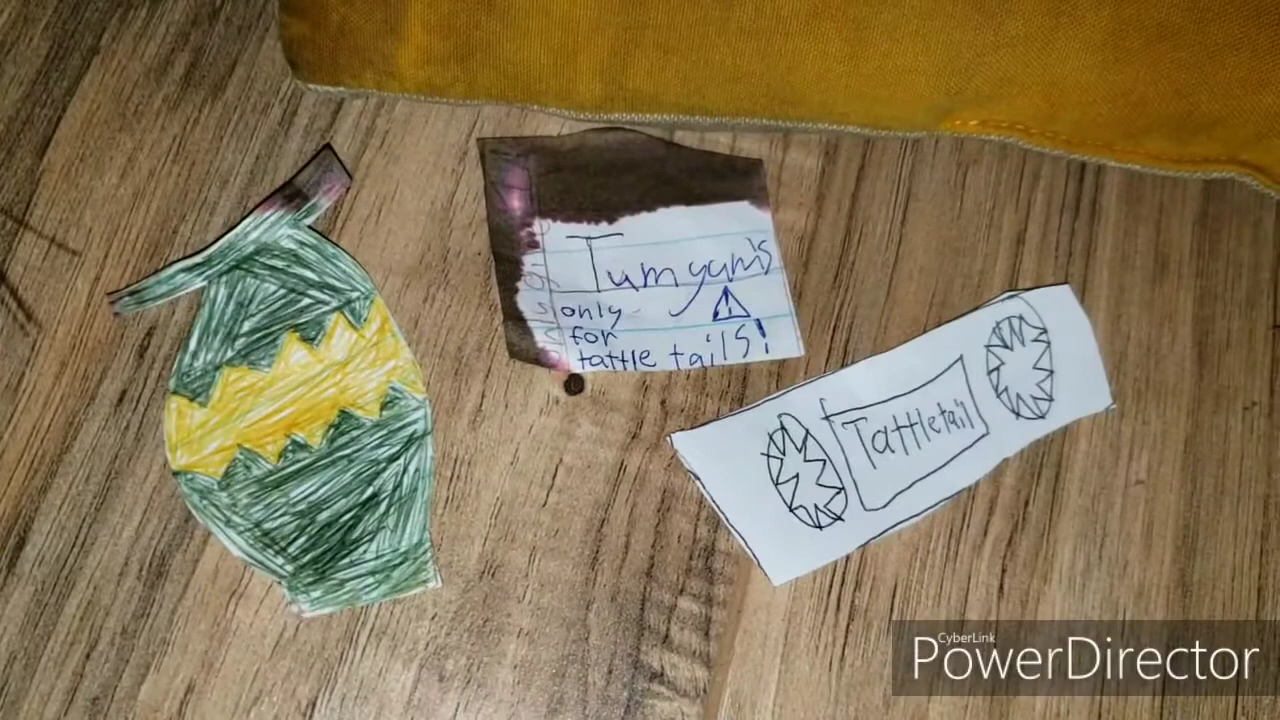 Tumyum's
only
for
tattle tails!
Tattletail
CyberLink
PowerDirector